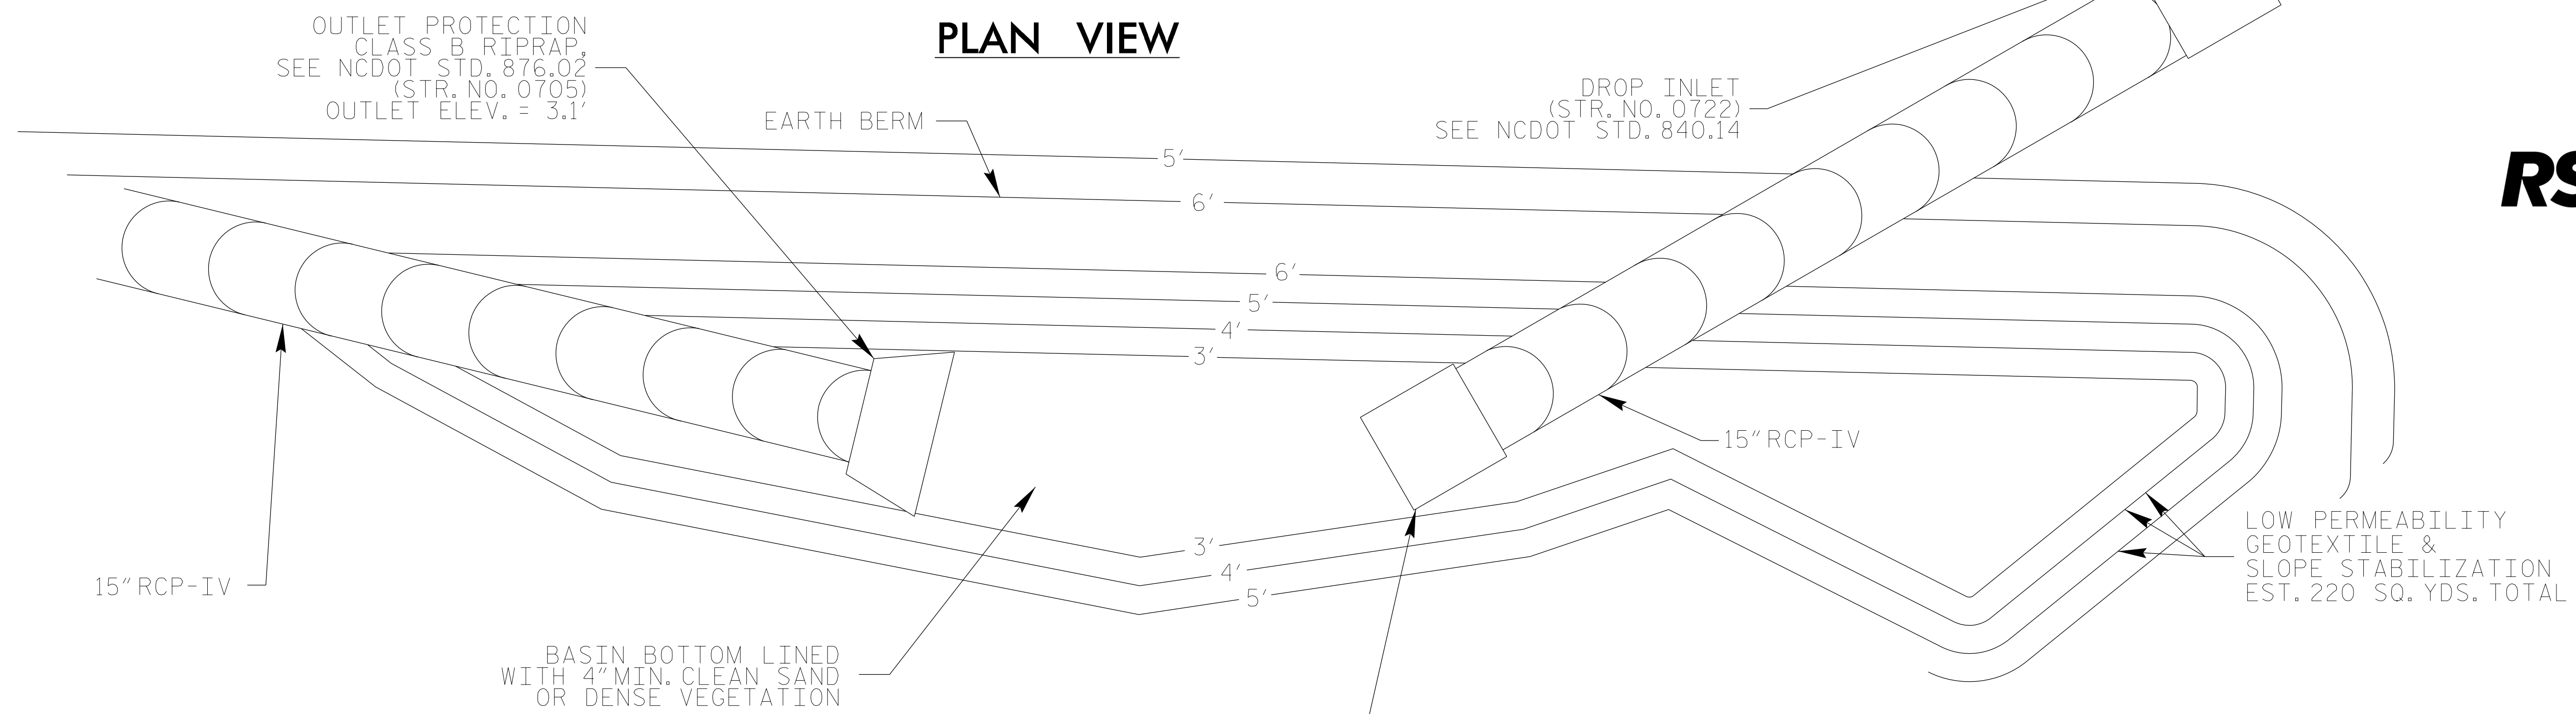 PLAN VIEW
OUTLET PROTECTION
CLASS B RIPRAP,
SEE NCDOT STD. 876.02
(STR. NO. 0705)
OUTLET ELEV. = 3.1'
EARTH BERM
DROP INLET
(STR. NO. 0722)
SEE NCDOT STD. 840.14
5'
6'
RS
6'
5'
4'
3'
15" RCP-IV
3'
4'
5'
LOW PERMEABILITY
GEOTEXTILE &
SLOPE STABILIZATION
EST. 220 SQ. YDS. TOTAL
15" RCP-IV
BASIN BOTTOM LINED
WITH 4" MIN. CLEAN SAND
OR DENSE VEGETATION